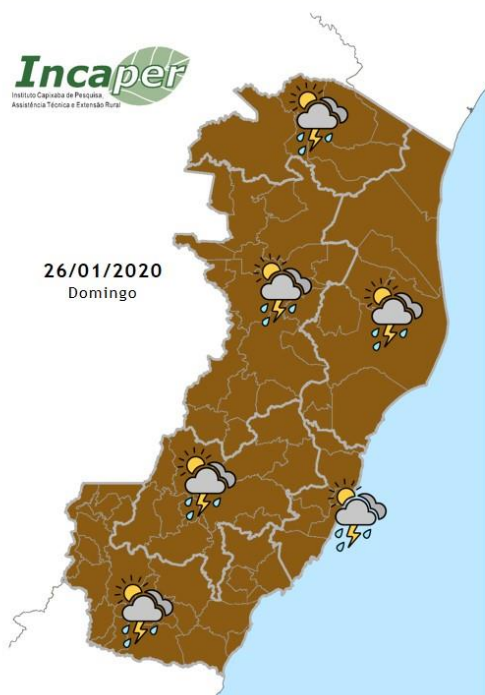 Incaper
Instituto Capixaba de Pesquisa,
Assistência Técnica e Extensão Rural
26/01/2020
Domingo